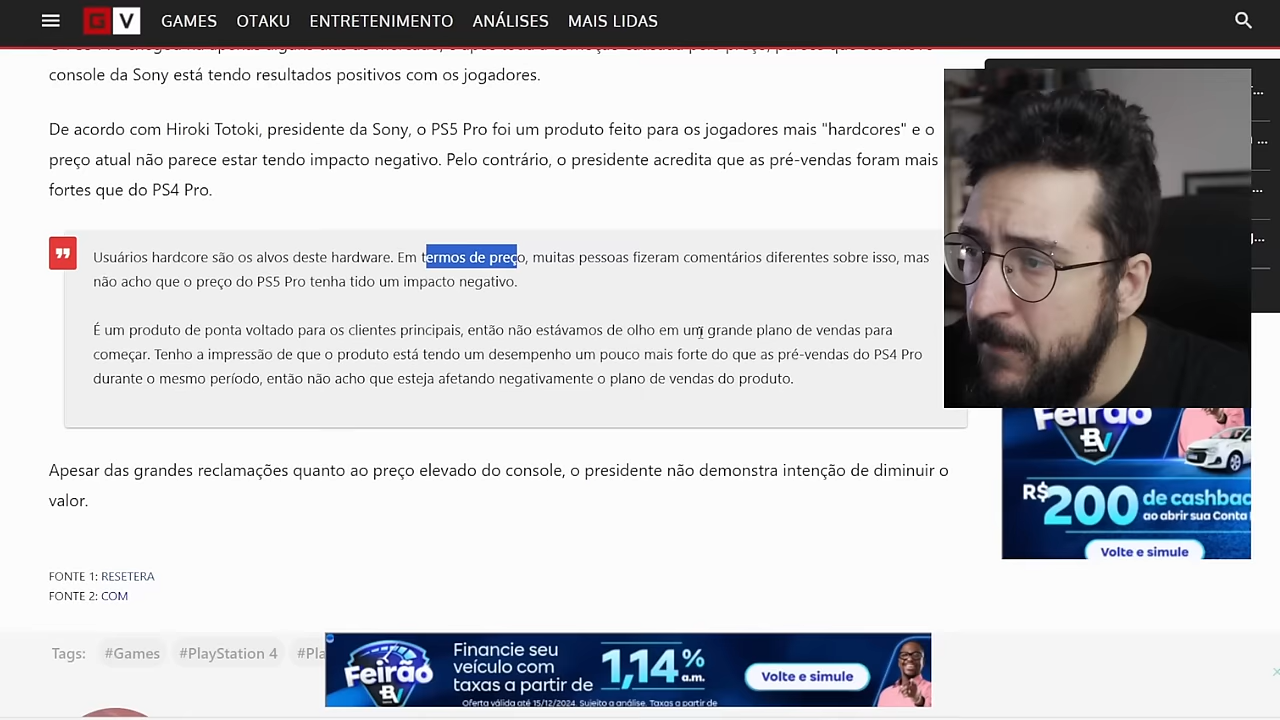 G V GAMES OTAKU ENTRETENIMENTO ANÁLISES MAIS LIDAS
console da Sony está tendo resultados positivos com os jogadores.
De acordo com Hiroki Totoki, presidente da Sony, o PS5 Pro foi um produto feito para os jogadores mais "hardcores" e o
preço atual não parece estar tendo impacto negativo. Pelo contrário, o presidente acredita que as pré-vendas foram mais
fortes que do PS4 Pro.
Usuários hardcore são os alvos deste hardware. Em termos de preço, muitas pessoas fizeram comentários diferentes sobre isso, mas
não acho que o preço do PS5 Pro tenha tido um impacto negativo.
É um produto de ponta voltado para os clientes principais, então não estávamos de olho em um grande plano de vendas para
começar. Tenho a impressão de que o produto está tendo um desempenho um pouco mais forte do que as pré-vendas do PS4 Pro
durante o mesmo período, então não acho que esteja afetando negativamente o plano de vendas do produto.
Apesar das grandes reclamações quanto ao preço elevado do console, o presidente não demonstra intenção de diminuir o
valor.
FONTE 1: RESETERA
FONTE 2: COM
Tags: #Games #PlayStation 4 #Pla
Feirão
BV
R$200 de cashbac
ao abrir sua Conta
Volte e simule
Feirão
BV
Financie seu
veículo com
taxas a partir de
1,14% a.m.
Volte e simule
Oferta válida até 15/12/2024. Sujeito a análise. Taxas a partir de